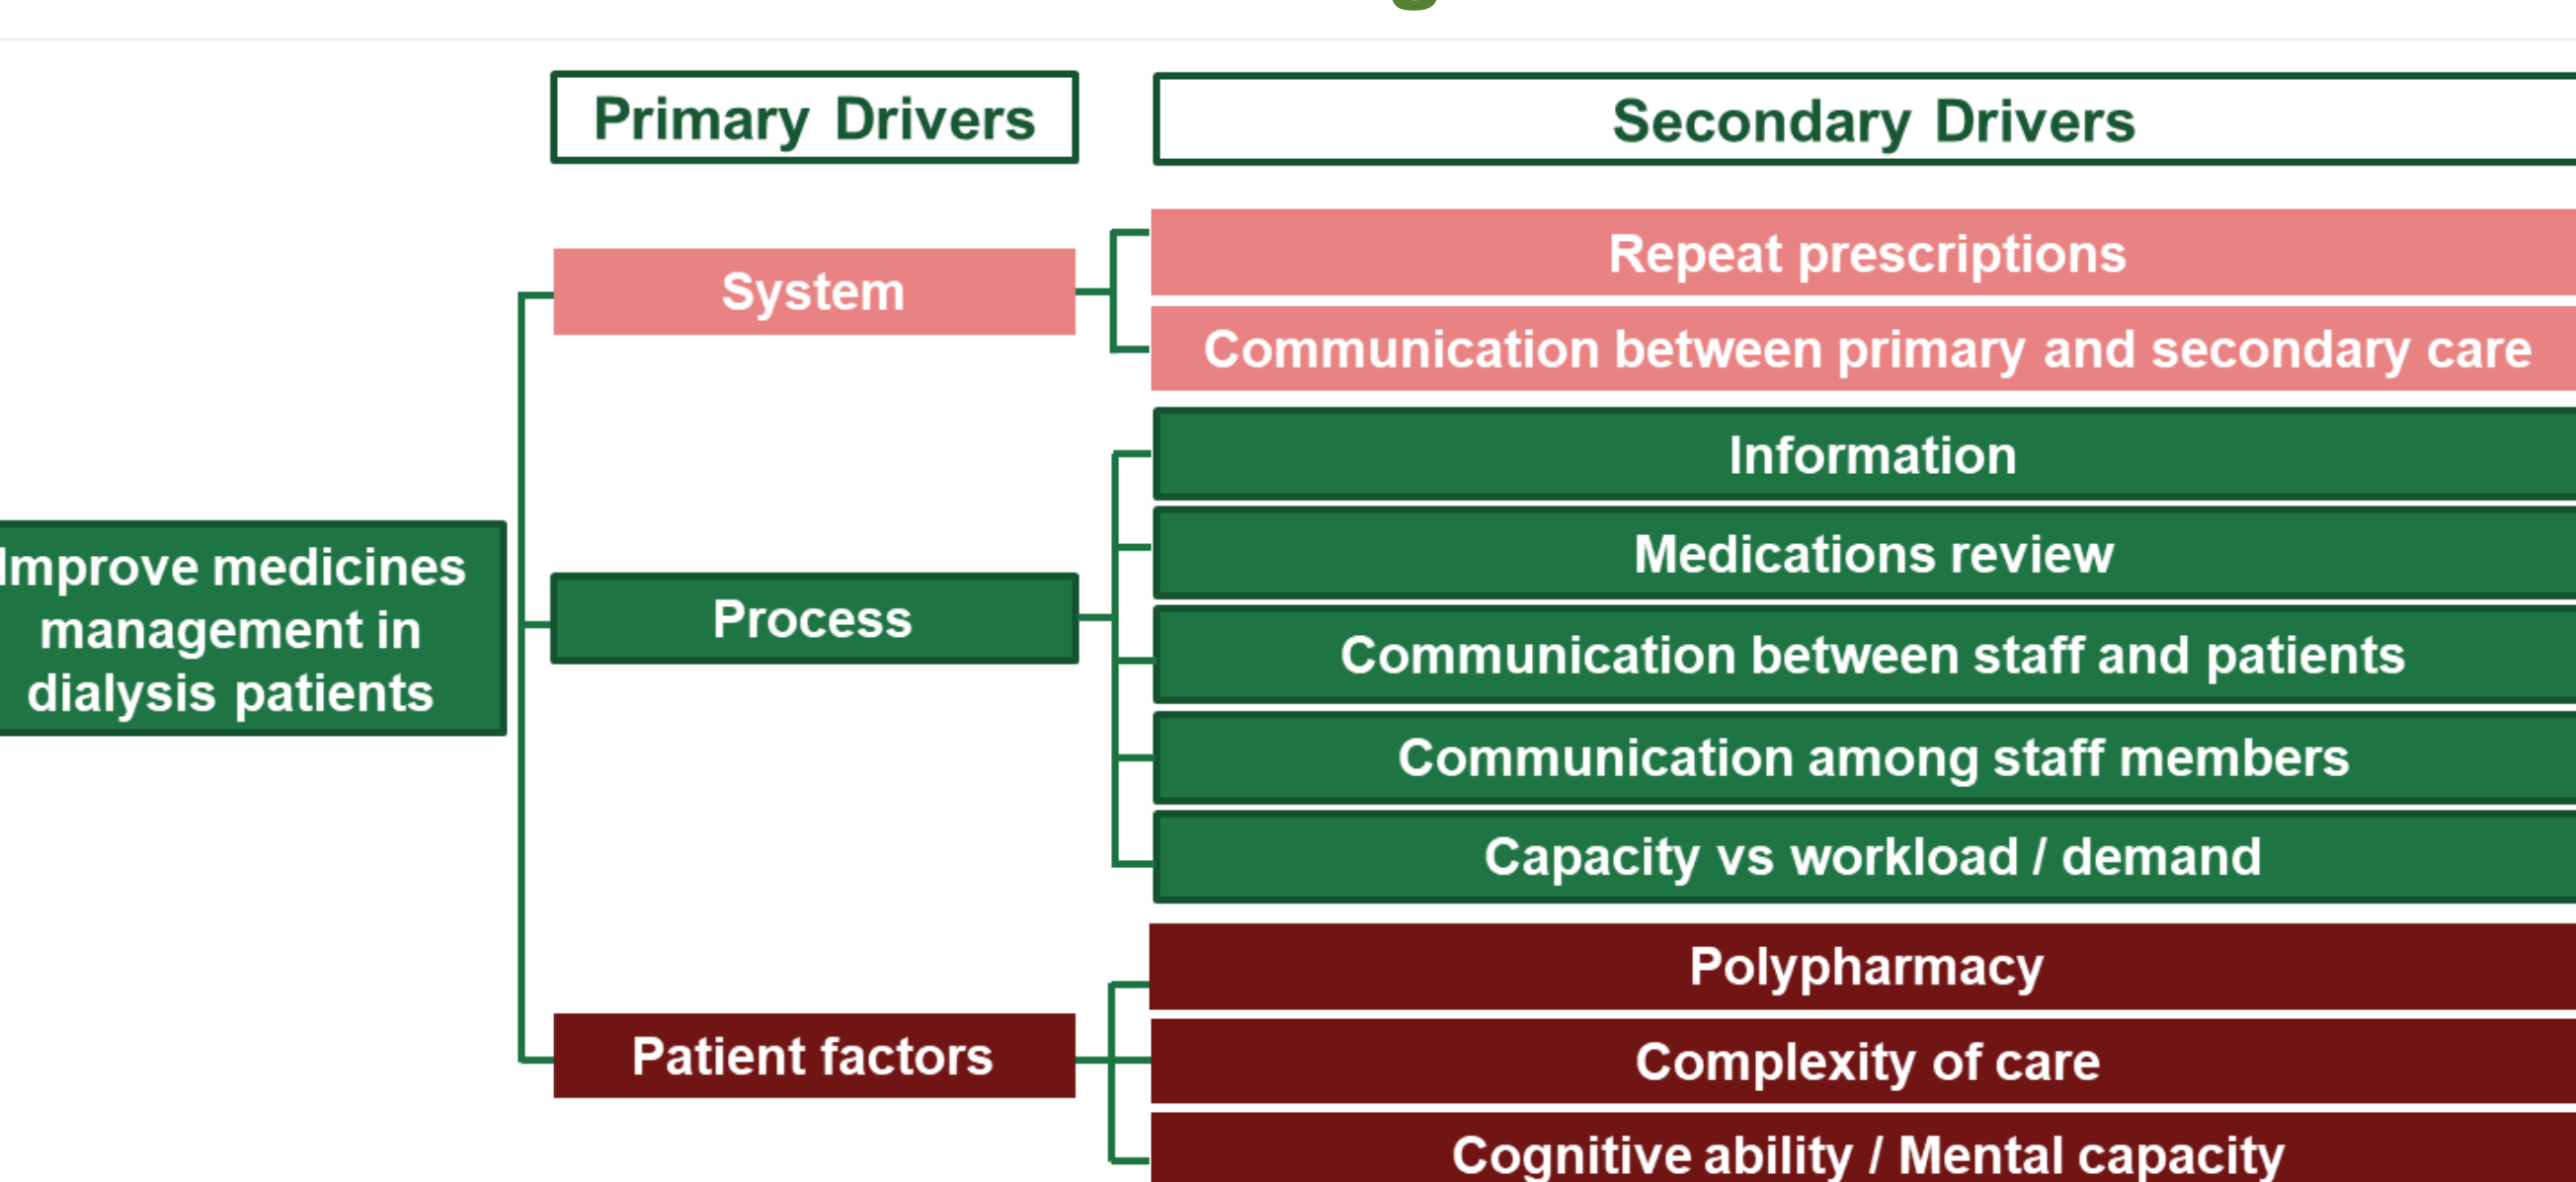 Primary Drivers
Secondary Drivers
System
Repeat prescriptions
Communication between primary and secondary care
Improve medicines
management in
dialysis patients
Process
Information
Medications review
Communication between staff and patients
Communication among staff members
Capacity vs workload / demand
Patient factors
Polypharmacy
Complexity of care
Cognitive ability / Mental capacity